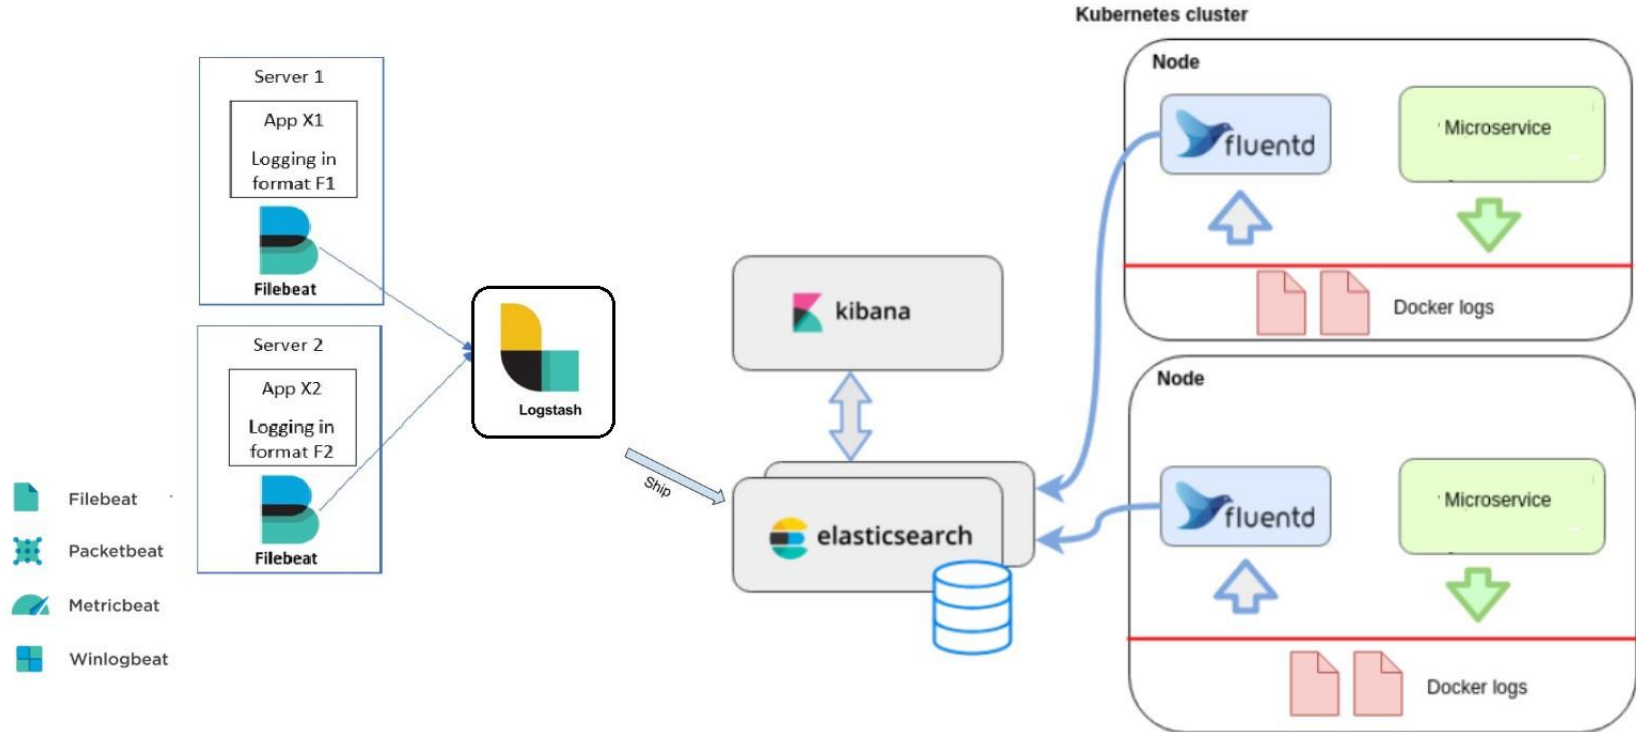 Kubernetes cluster
Server 1
App X1
Logging in
format F1
Filebeat
Server 2
App X2
Logging in
format F2
Filebeat
Filebeat
Packetbeat
Metricbeat
Winlogbeat
Logstash
Ship
kibana
elasticsearch
Node
fluentd
Microservice
Docker logs
Node
fluentd
Microservice
Docker logs